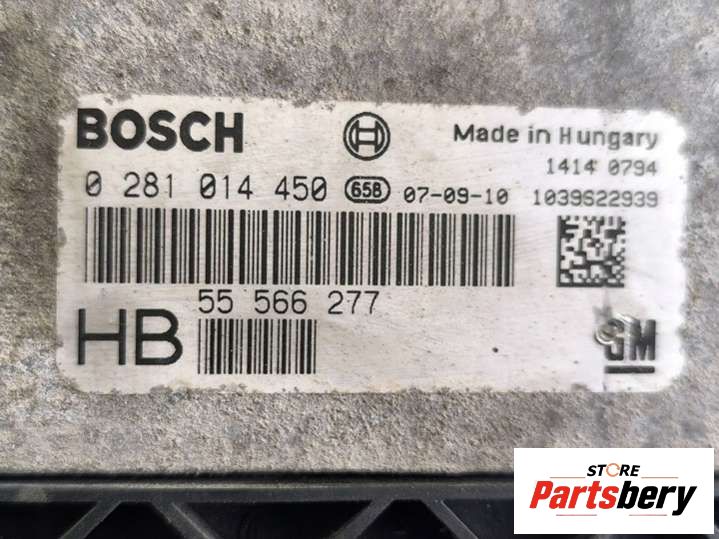 BOSCH
Made in Hungary
1414 0794
0 281 014 450 658 07-09-10 1039622939
55 566 277
HB
GM
STORE
Partsbery